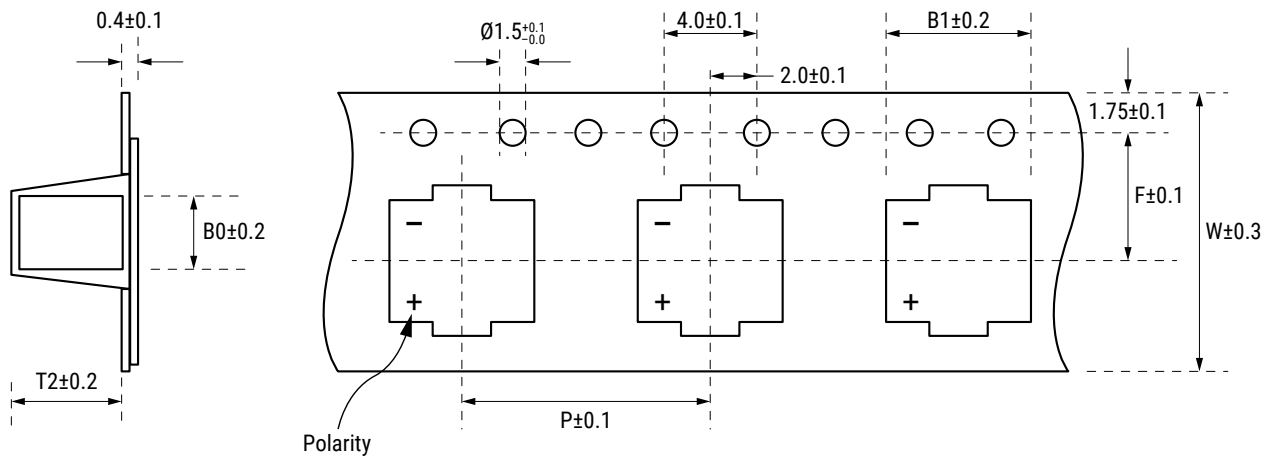 0.4±0.1
Ø1.5+0.1
−0.0
4.0±0.1
B1±0.2
2.0±0.1
1.75±0.1
F±0.1
B0±0.2
W±0.3
− − −
+ + +
T2±0.2
P±0.1
Polarity